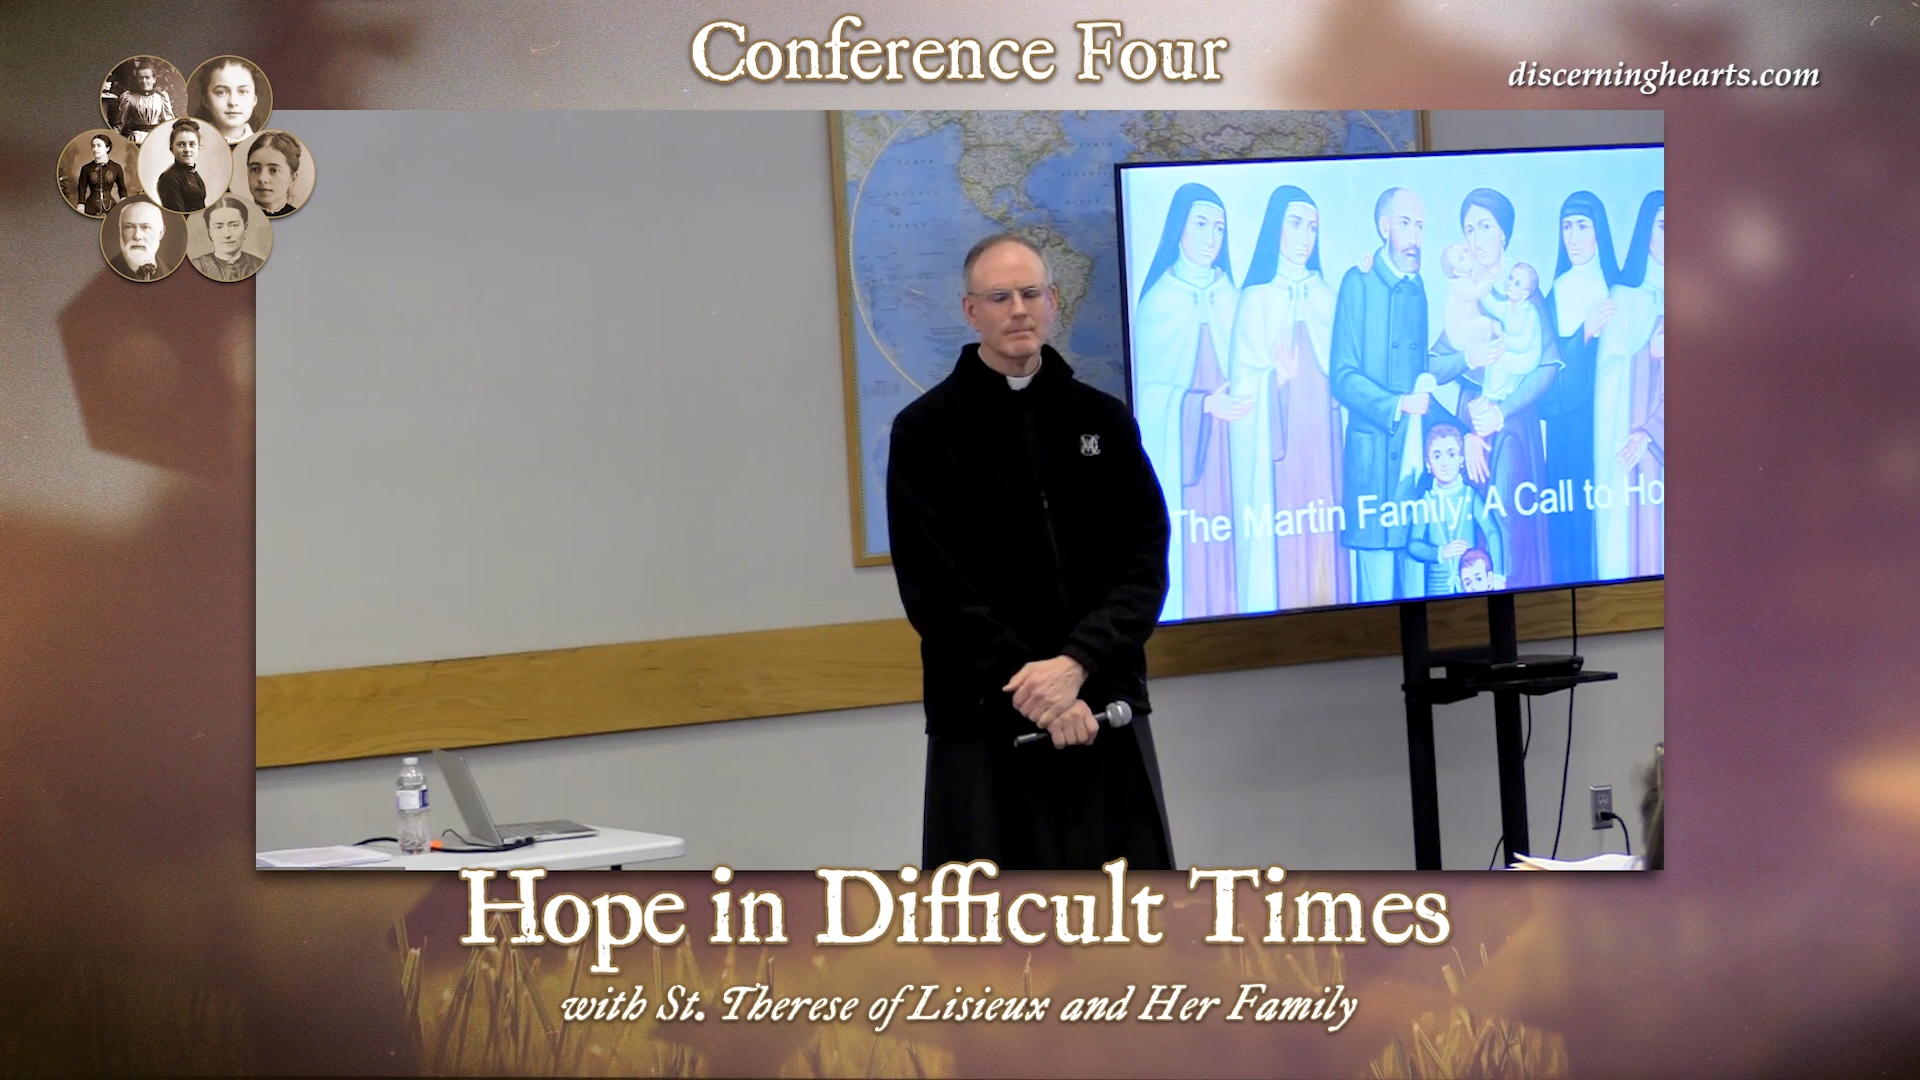 Conference Four
discerninghearts.com
The Martin Family: A Call to Ho
Hope in Difficult Times
with St. Therese of Lisieux and Her Family